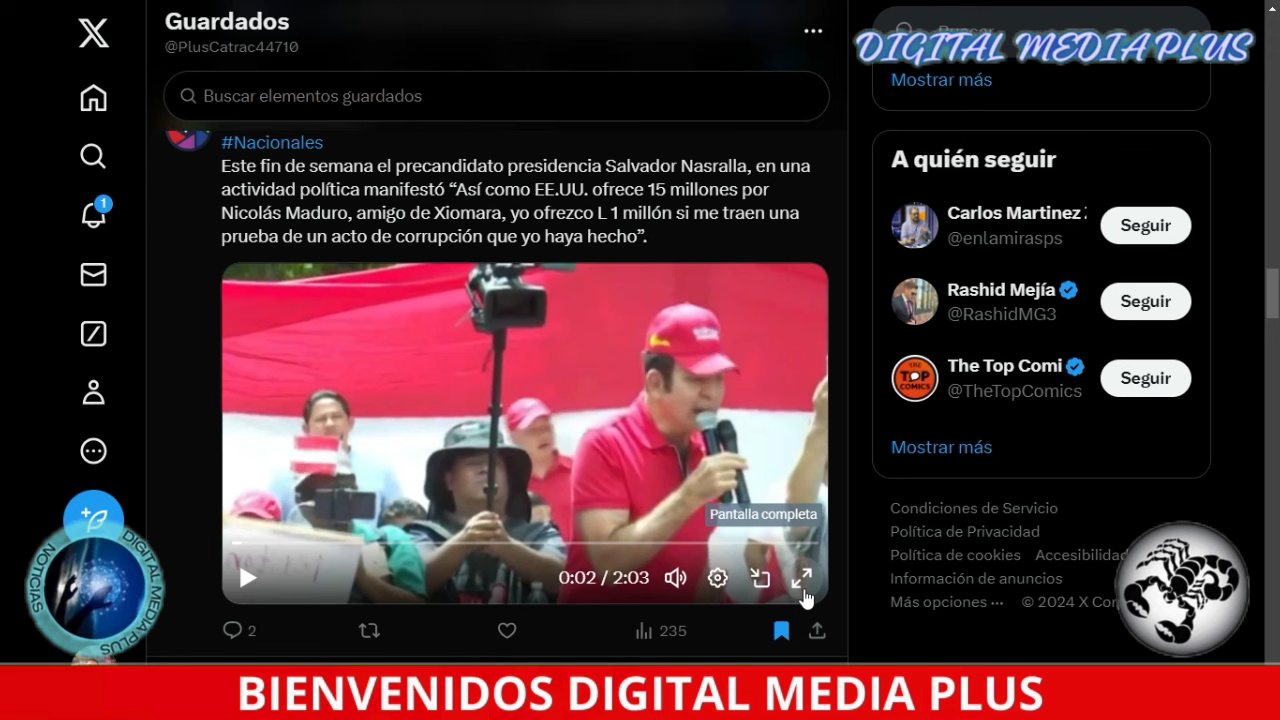 Guardados
@PlusCatrac44710
Buscar elementos guardados
#Nacionales
Este fin de semana el precandidato presidencia Salvador Nasralla, en una
actividad política manifestó “Así como EE.UU. ofrece 15 millones por
Nicolás Maduro, amigo de Xiomara, yo ofrezco L 1 millón si me traen una
prueba de un acto de corrupción que yo haya hecho”.
Pantalla completa
0:02 / 2:03
2
235
1
DIGITAL MEDIA PLUS
Mostrar más
A quién seguir
Carlos Martinez
@enlamirasps
Seguir
Rashid Mejía
@RashidMG3
Seguir
THE TOP COMICS
The Top Comi
@TheTopComics
Seguir
Mostrar más
Condiciones de Servicio
Política de Privacidad
Política de cookies Accesibilidad
Información de anuncios
Más opciones ··· © 2024 X Corp
NOTICIAS DIGITAL MEDIA PLUS
BIENVENIDOS DIGITAL MEDIA PLUS